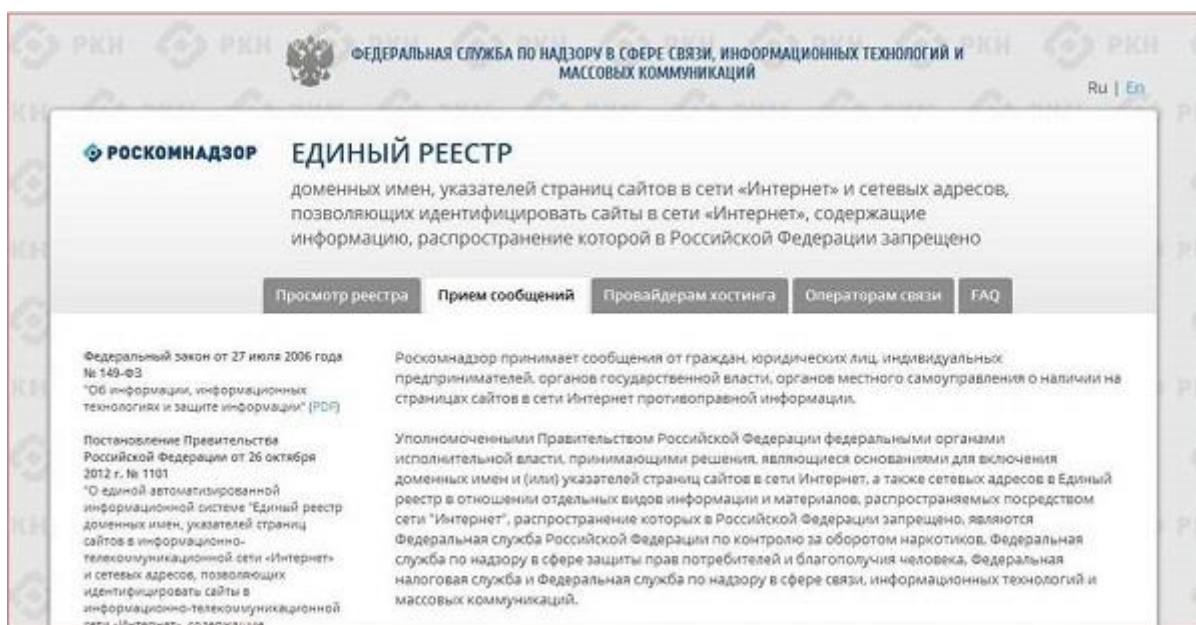 ФЕДЕРАЛЬНАЯ СЛУЖБА ПО НАДЗОРУ В СФЕРЕ СВЯЗИ, ИНФОРМАЦИОННЫХ ТЕХНОЛОГИЙ И
МАССОВЫХ КОММУНИКАЦИЙ
Ru | En
РОСКОМНАДЗОР
ЕДИНЫЙ РЕЕСТР
доменных имен, указателей страниц сайтов в сети «Интернет» и сетевых адресов,
позволяющих идентифицировать сайты в сети «Интернет», содержащие
информацию, распространение которой в Российской Федерации запрещено
Просмотр реестра Прием сообщений Провайдерам хостинга Операторам связи FAQ
Федеральный закон от 27 июля 2006 года
№ 149-ФЗ
"Об информации, информационных
технологиях и защите информации" (PDF)
Постановление Правительства
Российской Федерации от 26 октября
2012 г. № 1101
"О единой автоматизированной
информационной системе "Единый реестр
доменных имен, указателей страниц
сайтов в информационно-
телекоммуникационной сети «Интернет»
и сетевых адресов, позволяющих
идентифицировать сайты в
информационно-телекоммуникационной
сети «Интернет», содержащие
Роскомнадзор принимает сообщения от граждан, юридических лиц, индивидуальных
предпринимателей, органов государственной власти, органов местного самоуправления о наличии на
страницах сайтов в сети Интернет противоправной информации.
Уполномоченными Правительством Российской Федерации федеральными органами
исполнительной власти, принимающими решения, являющиеся основаниями для включения
доменных имен и (или) указателей страниц сайтов в сети Интернет, а также сетевых адресов в Единый
реестр в отношении отдельных видов информации и материалов, распространяемых посредством
сети "Интернет", распространение которых в Российской Федерации запрещено, являются
Федеральная служба Российской Федерации по контролю за оборотом наркотиков, Федеральная
служба по надзору в сфере защиты прав потребителей и благополучия человека, Федеральная
налоговая служба и Федеральная служба по надзору в сфере связи, информационных технологий и
массовых коммуникаций.